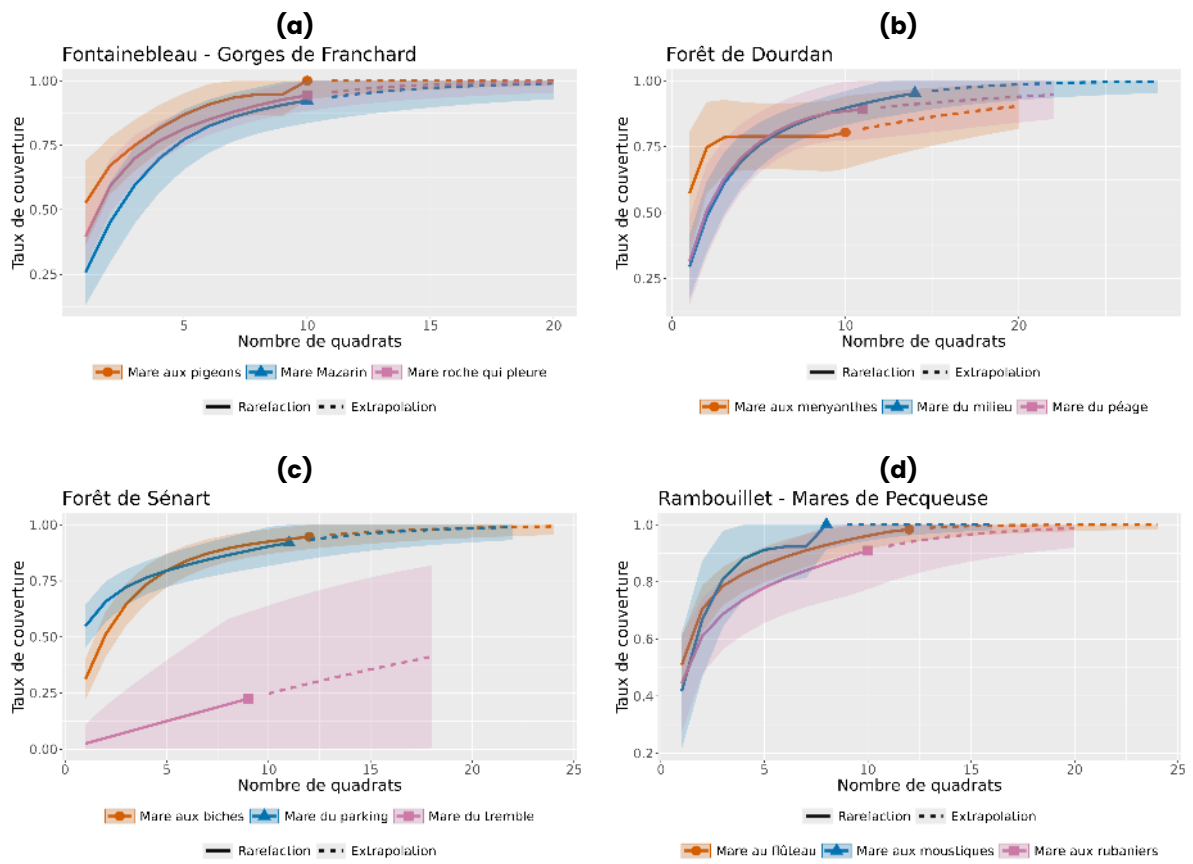 (a)
Fontainebleau - Gorges de Franchard
1.00
0.75
0.50
0.25
Taux de couverture
5
10
15
20
Nombre de quadrats
Mare aux pigeons
Mare Mazarin
Mare roche qui pleure
Rarefaction
Extrapolation
(b)
Forêt de Dourdan
1.00
0.75
0.50
0.25
Taux de couverture
0
10
20
Nombre de quadrats
Rarefaction
Extrapolation
Mare aux menyanthes
Mare du milieu
Mare du péage
(c)
Forêt de Sénart
1.00
0.75
0.50
0.25
0.00
Taux de couverture
0
5
10
15
20
25
Nombre de quadrats
Mare aux biches
Mare du parking
Mare du tremble
Rarefaction
Extrapolation
(d)
Rambouillet - Mares de Pecqueuse
1.0
0.8
0.6
0.4
0.2
Taux de couverture
0
5
10
15
20
25
Nombre de quadrats
Rarefaction
Extrapolation
Mare au flûteau
Mare aux moustiques
Mare aux rubaniers